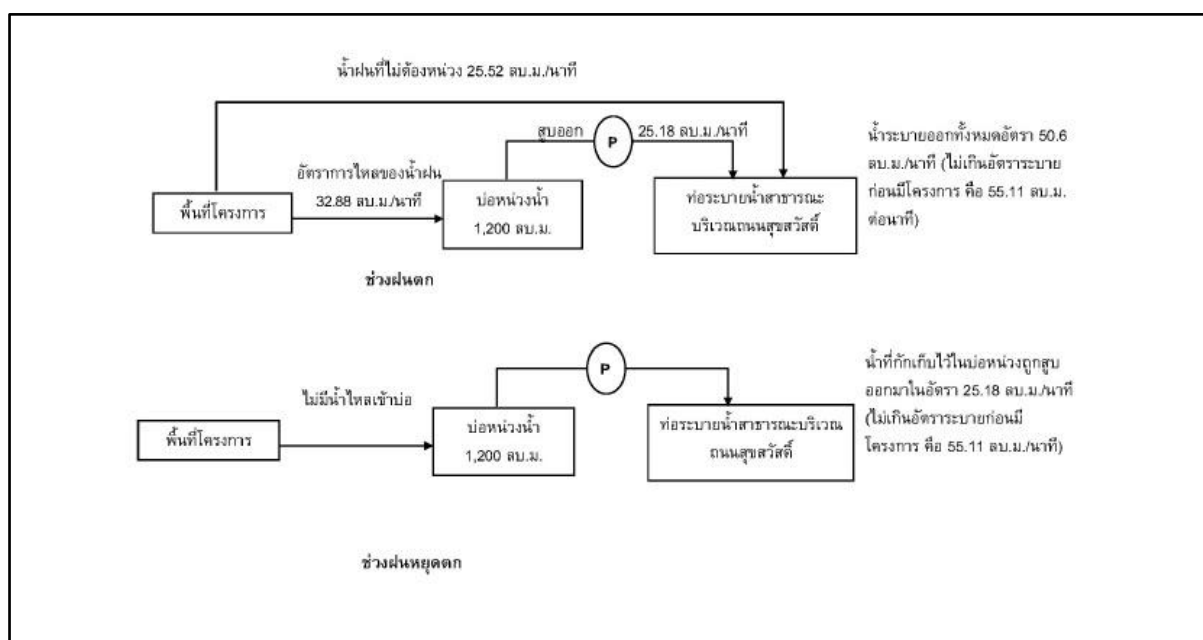 น้ำฝนที่ไม่ต้องหน่วง 25.52 ลบ.ม./นาที
สูบออก
P
25.18 ลบ.ม./นาที
น้ำระบายออกทั้งหมดอัตรา 50.6
ลบ.ม./นาที (ไม่เกินอัตราระบาย
ก่อนมีโครงการ คือ 55.11 ลบ.ม.
ต่อนาที)
อัตราการไหลของน้ำฝน
32.88 ลบ.ม./นาที
พื้นที่โครงการ
บ่อหน่วงน้ำ
1,200 ลบ.ม.
ท่อระบายน้ำสาธารณะ
บริเวณถนนสุขสวัสดิ์
ช่วงฝนตก
P
น้ำที่กักเก็บไว้ในบ่อหน่วงถูกสูบ
ออกมาในอัตรา 25.18 ลบ.ม./นาที
(ไม่เกินอัตราระบายก่อนมี
โครงการ คือ 55.11 ลบ.ม./นาที)
ไม่มีน้ำไหลเข้าบ่อ
พื้นที่โครงการ
บ่อหน่วงน้ำ
1,200 ลบ.ม.
ท่อระบายน้ำสาธารณะบริเวณ
ถนนสุขสวัสดิ์
ช่วงฝนหยุดตก